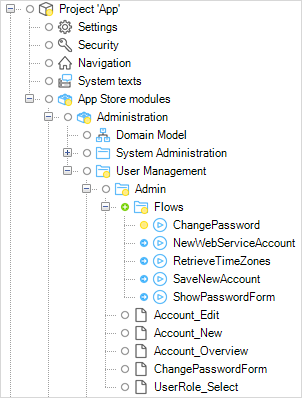 Project 'App'
Settings
Security
Navigation
System texts
App Store modules
Administration
Domain Model
System Administration
User Management
Admin
Flows
ChangePassword
NewWebServiceAccount
RetrieveTimeZones
SaveNewAccount
ShowPasswordForm
Account_Edit
Account_New
Account_Overview
ChangePasswordForm
UserRole_Select